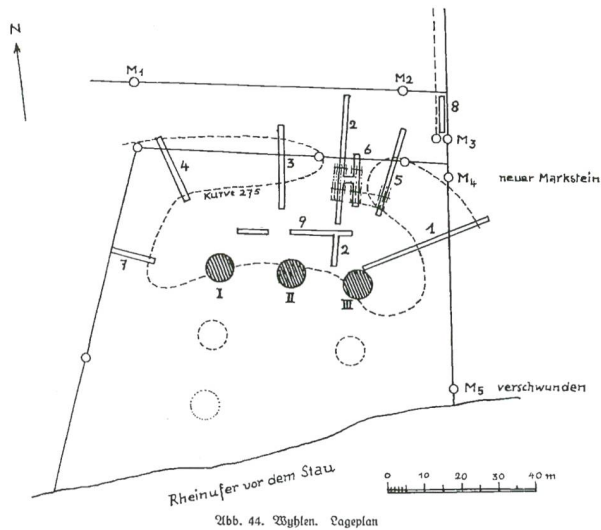 N
M1
M2
8
M3
2
6
4
3
5
M4 neuer Markstein
Kurve 275
1
9
2
7
I
II
III
M5 verschwunden
Rheinufer vor dem Stau
0 5 10 20 30 40 m
Abb. 44. Wyhlen. Lageplan